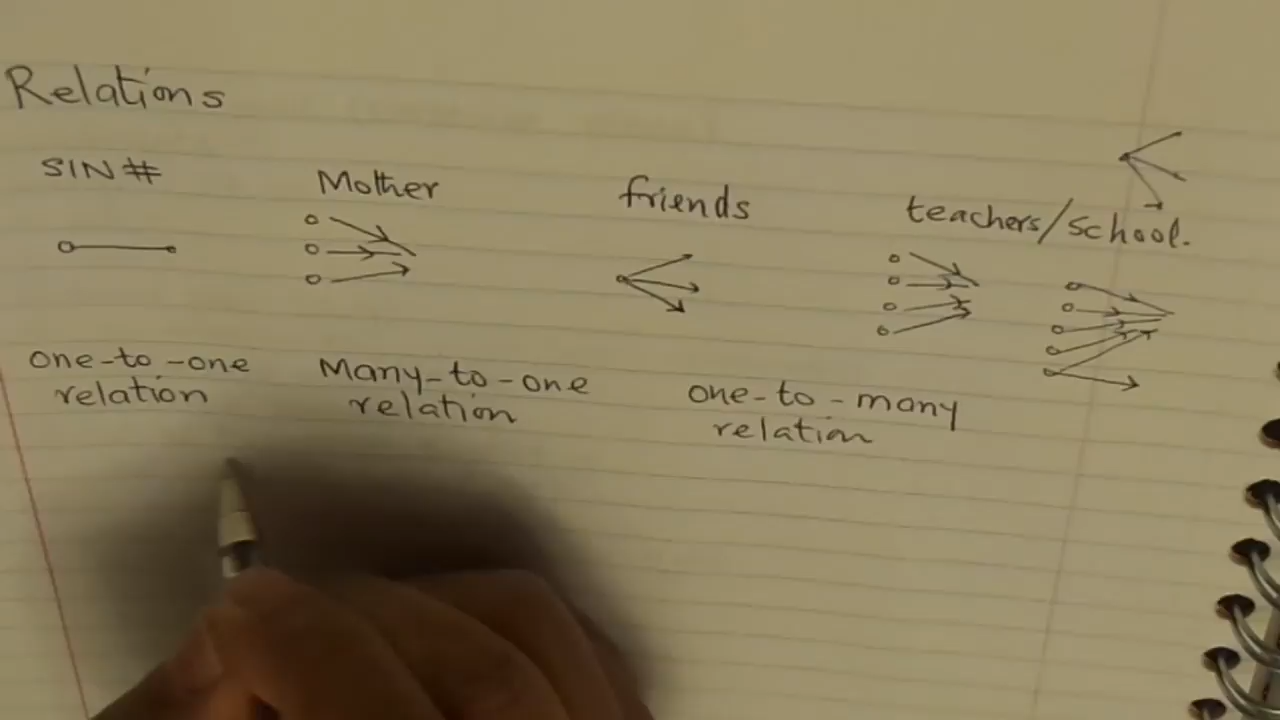 Relations
SIN #
Mother
friends
teachers/school.
one-to-one
relation
Many-to-one
relation
one-to-many
relation